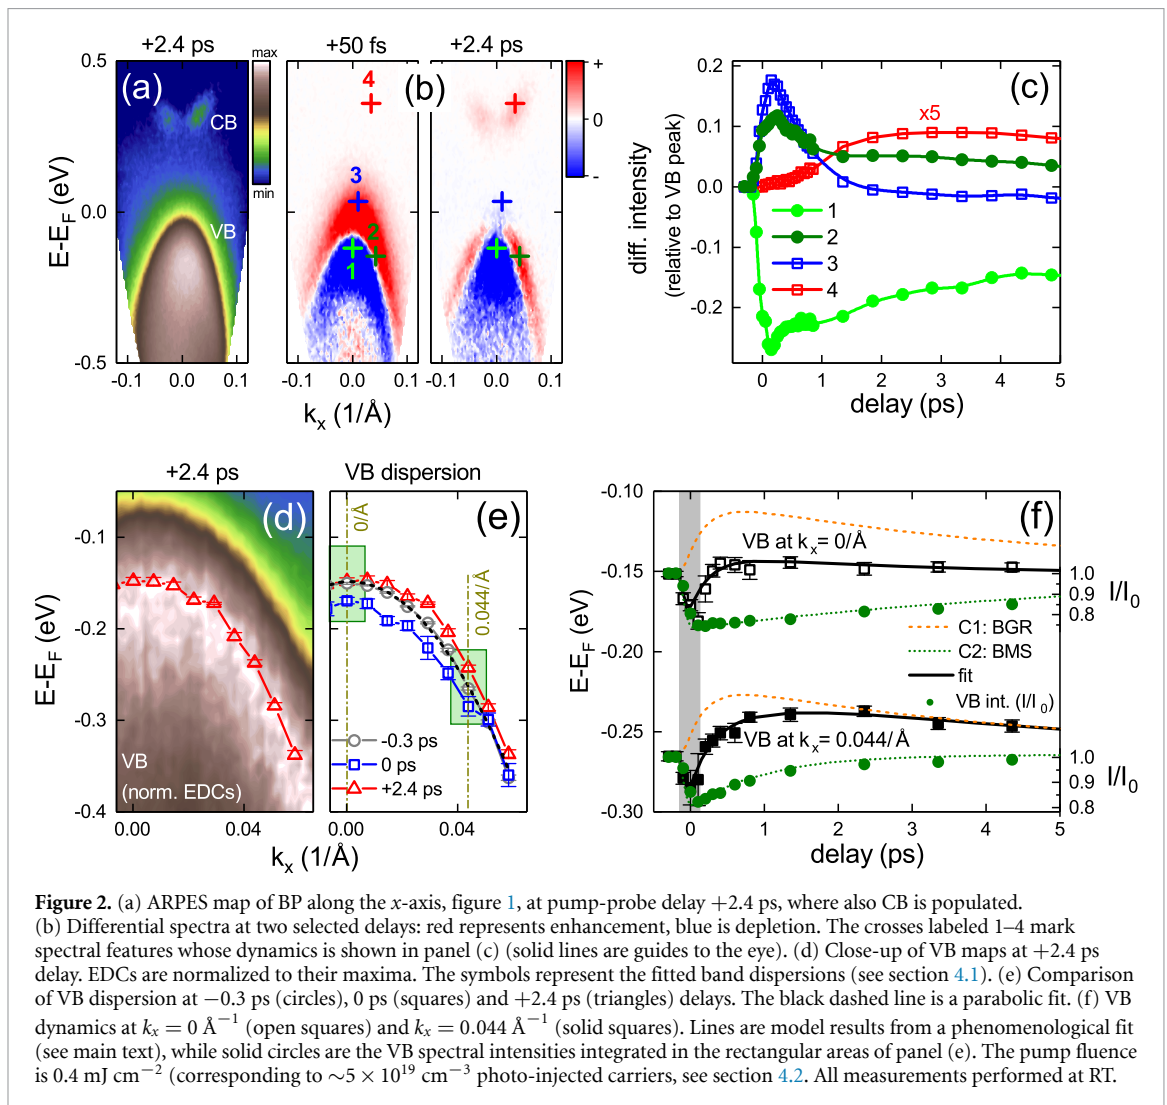 +2.4 ps
+50 fs
+2.4 ps
(a)
max
min
CB
VB
0.5
0.0
-0.5
E-E_F (eV)
-0.1 0.0 0.1
(b)
4
3
2
1
+
0
-
0.0 0.1
-0.1 0.0 0.1
k_x (1/Å)
(c)
x5
0.2
0.1
0.0
-0.1
-0.2
diff. intensity
(relative to VB peak)
1
2
3
4
0 1 2 3 4 5
delay (ps)
+2.4 ps
VB dispersion
(d)
-0.1
-0.2
-0.3
-0.4
E-E_F (eV)
VB
(norm. EDCs)
0.00 0.04
(e)
0/Å
0.044/Å
-0.3 ps
0 ps
+2.4 ps
0.00 0.04
k_x (1/Å)
(f)
-0.10
-0.15
-0.20
-0.25
-0.30
E-E_F (eV)
VB at k_x= 0/Å
1.0
0.9
0.8
I/I_0
C1: BGR
C2: BMS
fit
VB int. (I/I_0)
VB at k_x= 0.044/Å
1.0
0.9
0.8
I/I_0
0 1 2 3 4 5
delay (ps)
Figure 2. (a) ARPES map of BP along the x-axis, figure 1, at pump-probe delay +2.4 ps, where also CB is populated.
(b) Differential spectra at two selected delays: red represents enhancement, blue is depletion. The crosses labeled 1–4 mark
spectral features whose dynamics is shown in panel (c) (solid lines are guides to the eye). (d) Close-up of VB maps at +2.4 ps
delay. EDCs are normalized to their maxima. The symbols represent the fitted band dispersions (see section 4.1). (e) Comparison
of VB dispersion at −0.3 ps (circles), 0 ps (squares) and +2.4 ps (triangles) delays. The black dashed line is a parabolic fit. (f) VB
dynamics at k_x = 0 Å⁻¹ (open squares) and k_x = 0.044 Å⁻¹ (solid squares). Lines are model results from a phenomenological fit
(see main text), while solid circles are the VB spectral intensities integrated in the rectangular areas of panel (e). The pump fluence
is 0.4 mJ cm⁻² (corresponding to ∼5 × 10¹⁹ cm⁻³ photo-injected carriers, see section 4.2. All measurements performed at RT.